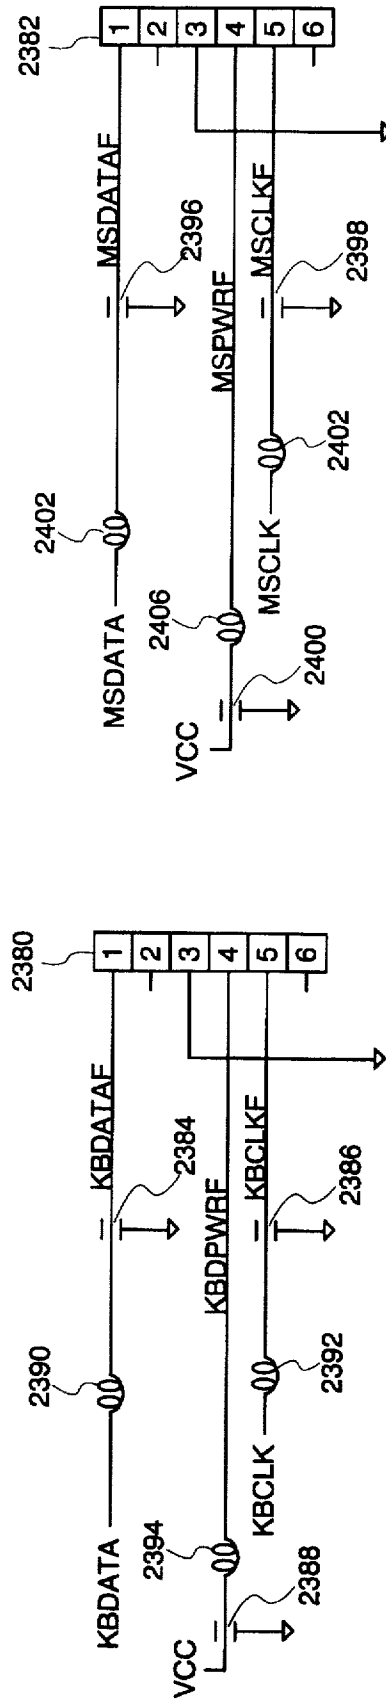 2380
KBDATA
2390
KBDATAF
2384
1
2
3
4
5
6
VCC
2394
2388
KBDPWRF
KBCLK
2392
KBCLKF
2386
2382
MSDATA
2402
MSDATAF
2396
1
2
3
4
5
6
VCC
2406
2400
MSPWRF
MSCLK
2402
MSCLKF
2398